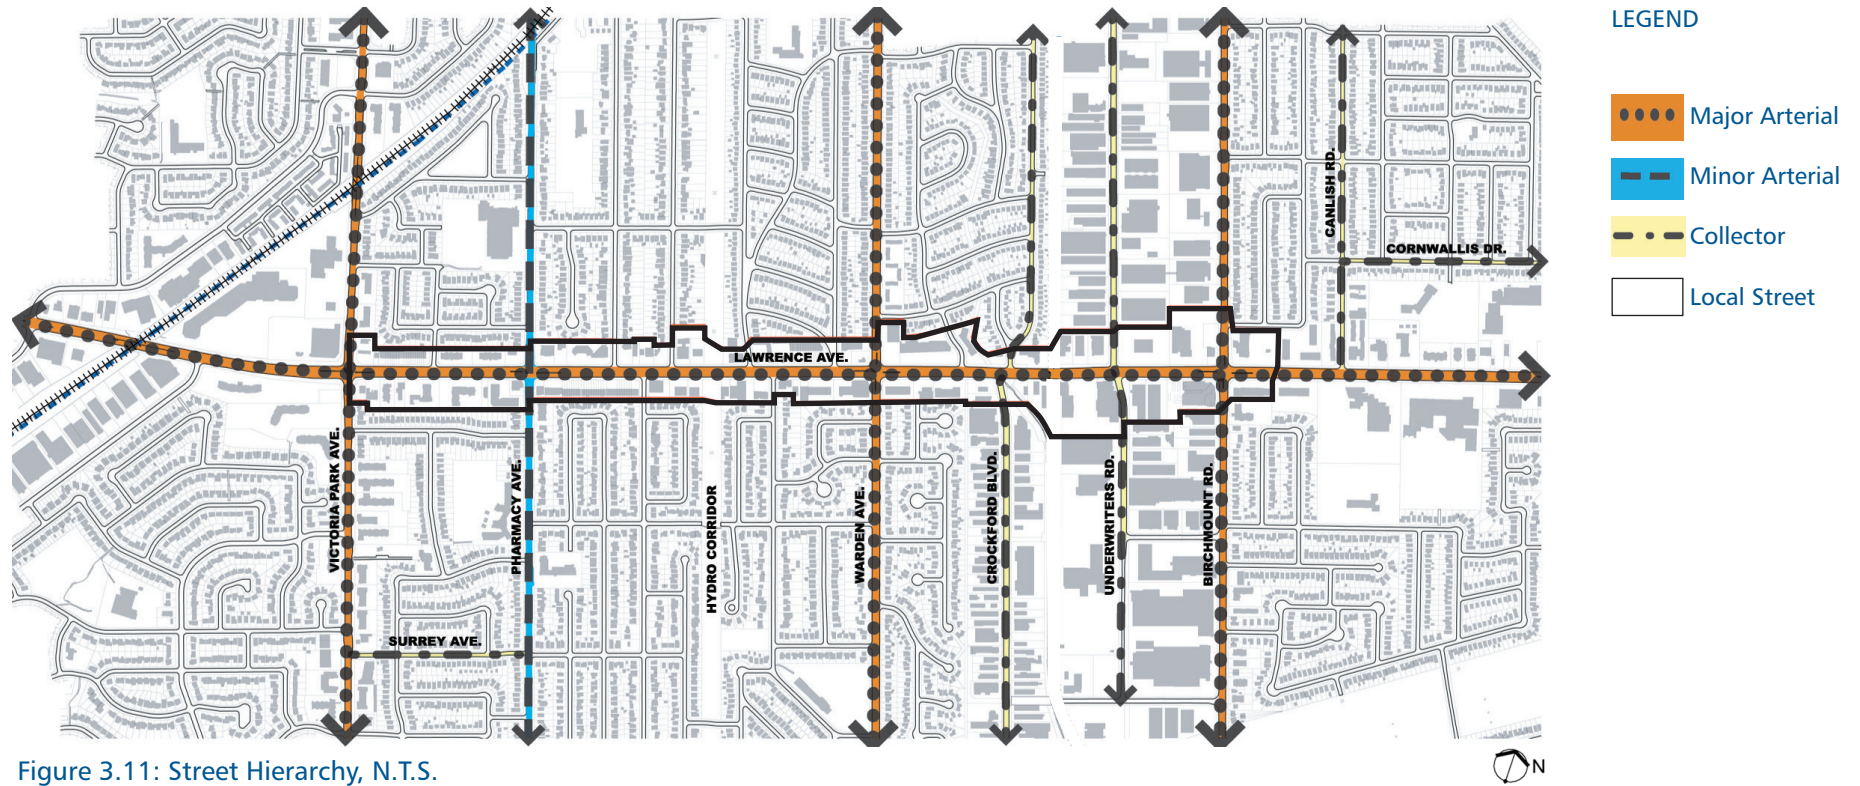 LEGEND
Major Arterial
Minor Arterial
Collector
Local Street
CANLISH RD.
CORNWALLIS DR.
LAWRENCE AVE.
VICTORIA PARK AVE.
PHARMACY AVE.
HYDRO CORRIDOR
WARDEN AVE.
CROCKFORD BLVD.
UNDERWRITERS RD.
BIRCHMOUNT RD.
SURREY AVE.
Figure 3.11: Street Hierarchy, N.T.S.
N